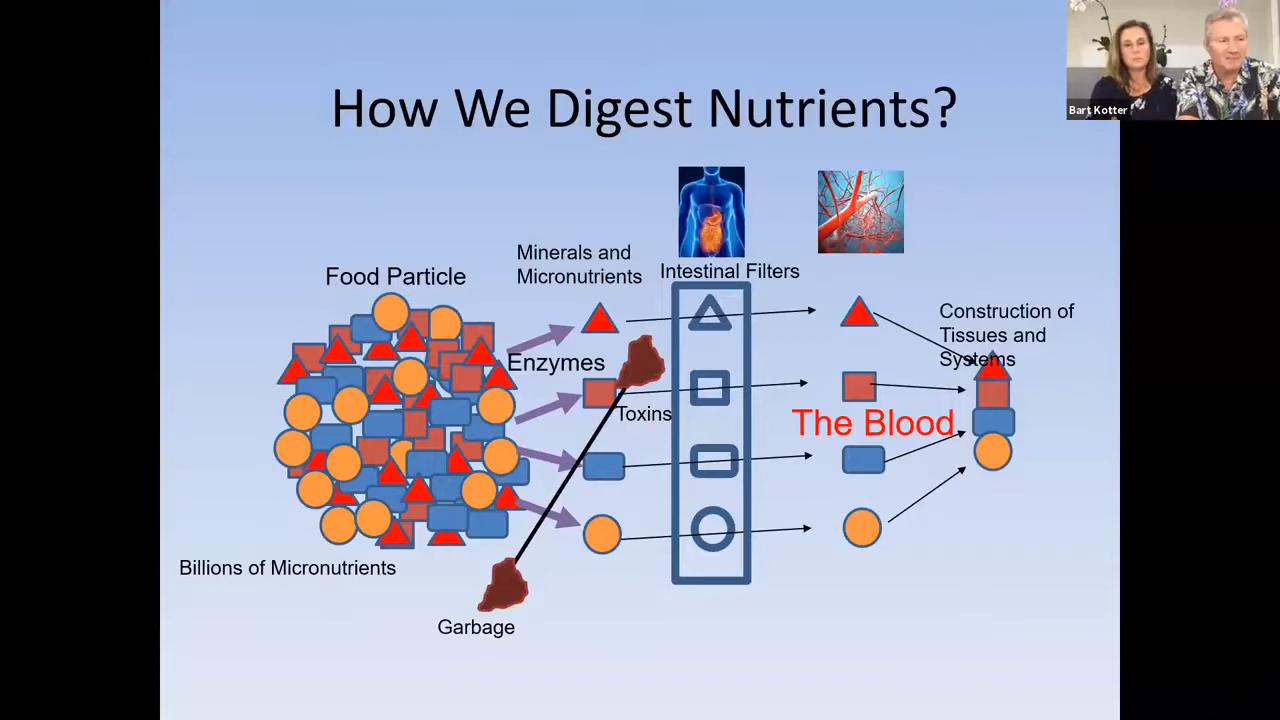 How We Digest Nutrients?
Bart Kotter
Minerals and
Micronutrients
Intestinal Filters
Food Particle
Construction of
Tissues and
Systems
Enzymes
Toxins
The Blood
Billions of Micronutrients
Garbage